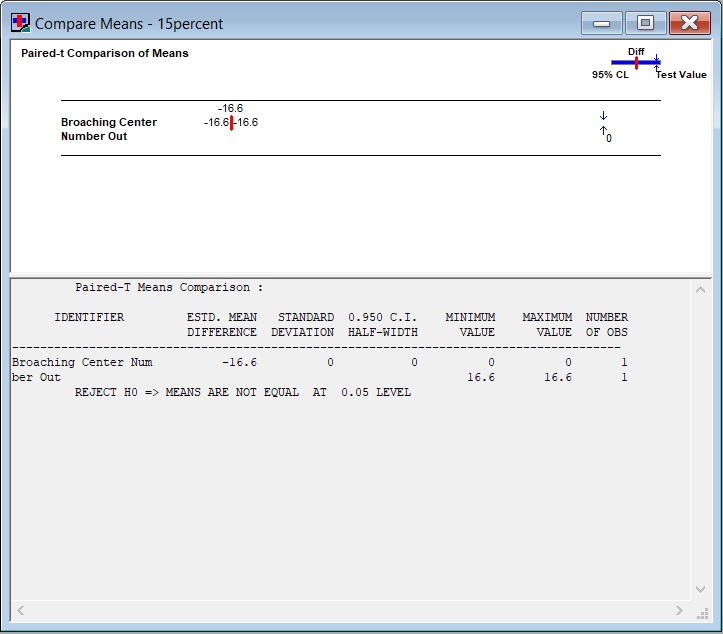 Compare Means - 15percent
Paired-t Comparison of Means
Diff
95% CL Test Value
-16.6
Broaching Center -16.6 -16.6
Number Out
0
Paired-T Means Comparison :
IDENTIFIER ESTD. MEAN STANDARD 0.950 C.I. MINIMUM MAXIMUM NUMBER
DIFFERENCE DEVIATION HALF-WIDTH VALUE VALUE OF OBS
Broaching Center Num -16.6 0 0 0 0 1
ber Out 16.6 16.6 1
REJECT H0 => MEANS ARE NOT EQUAL AT 0.05 LEVEL